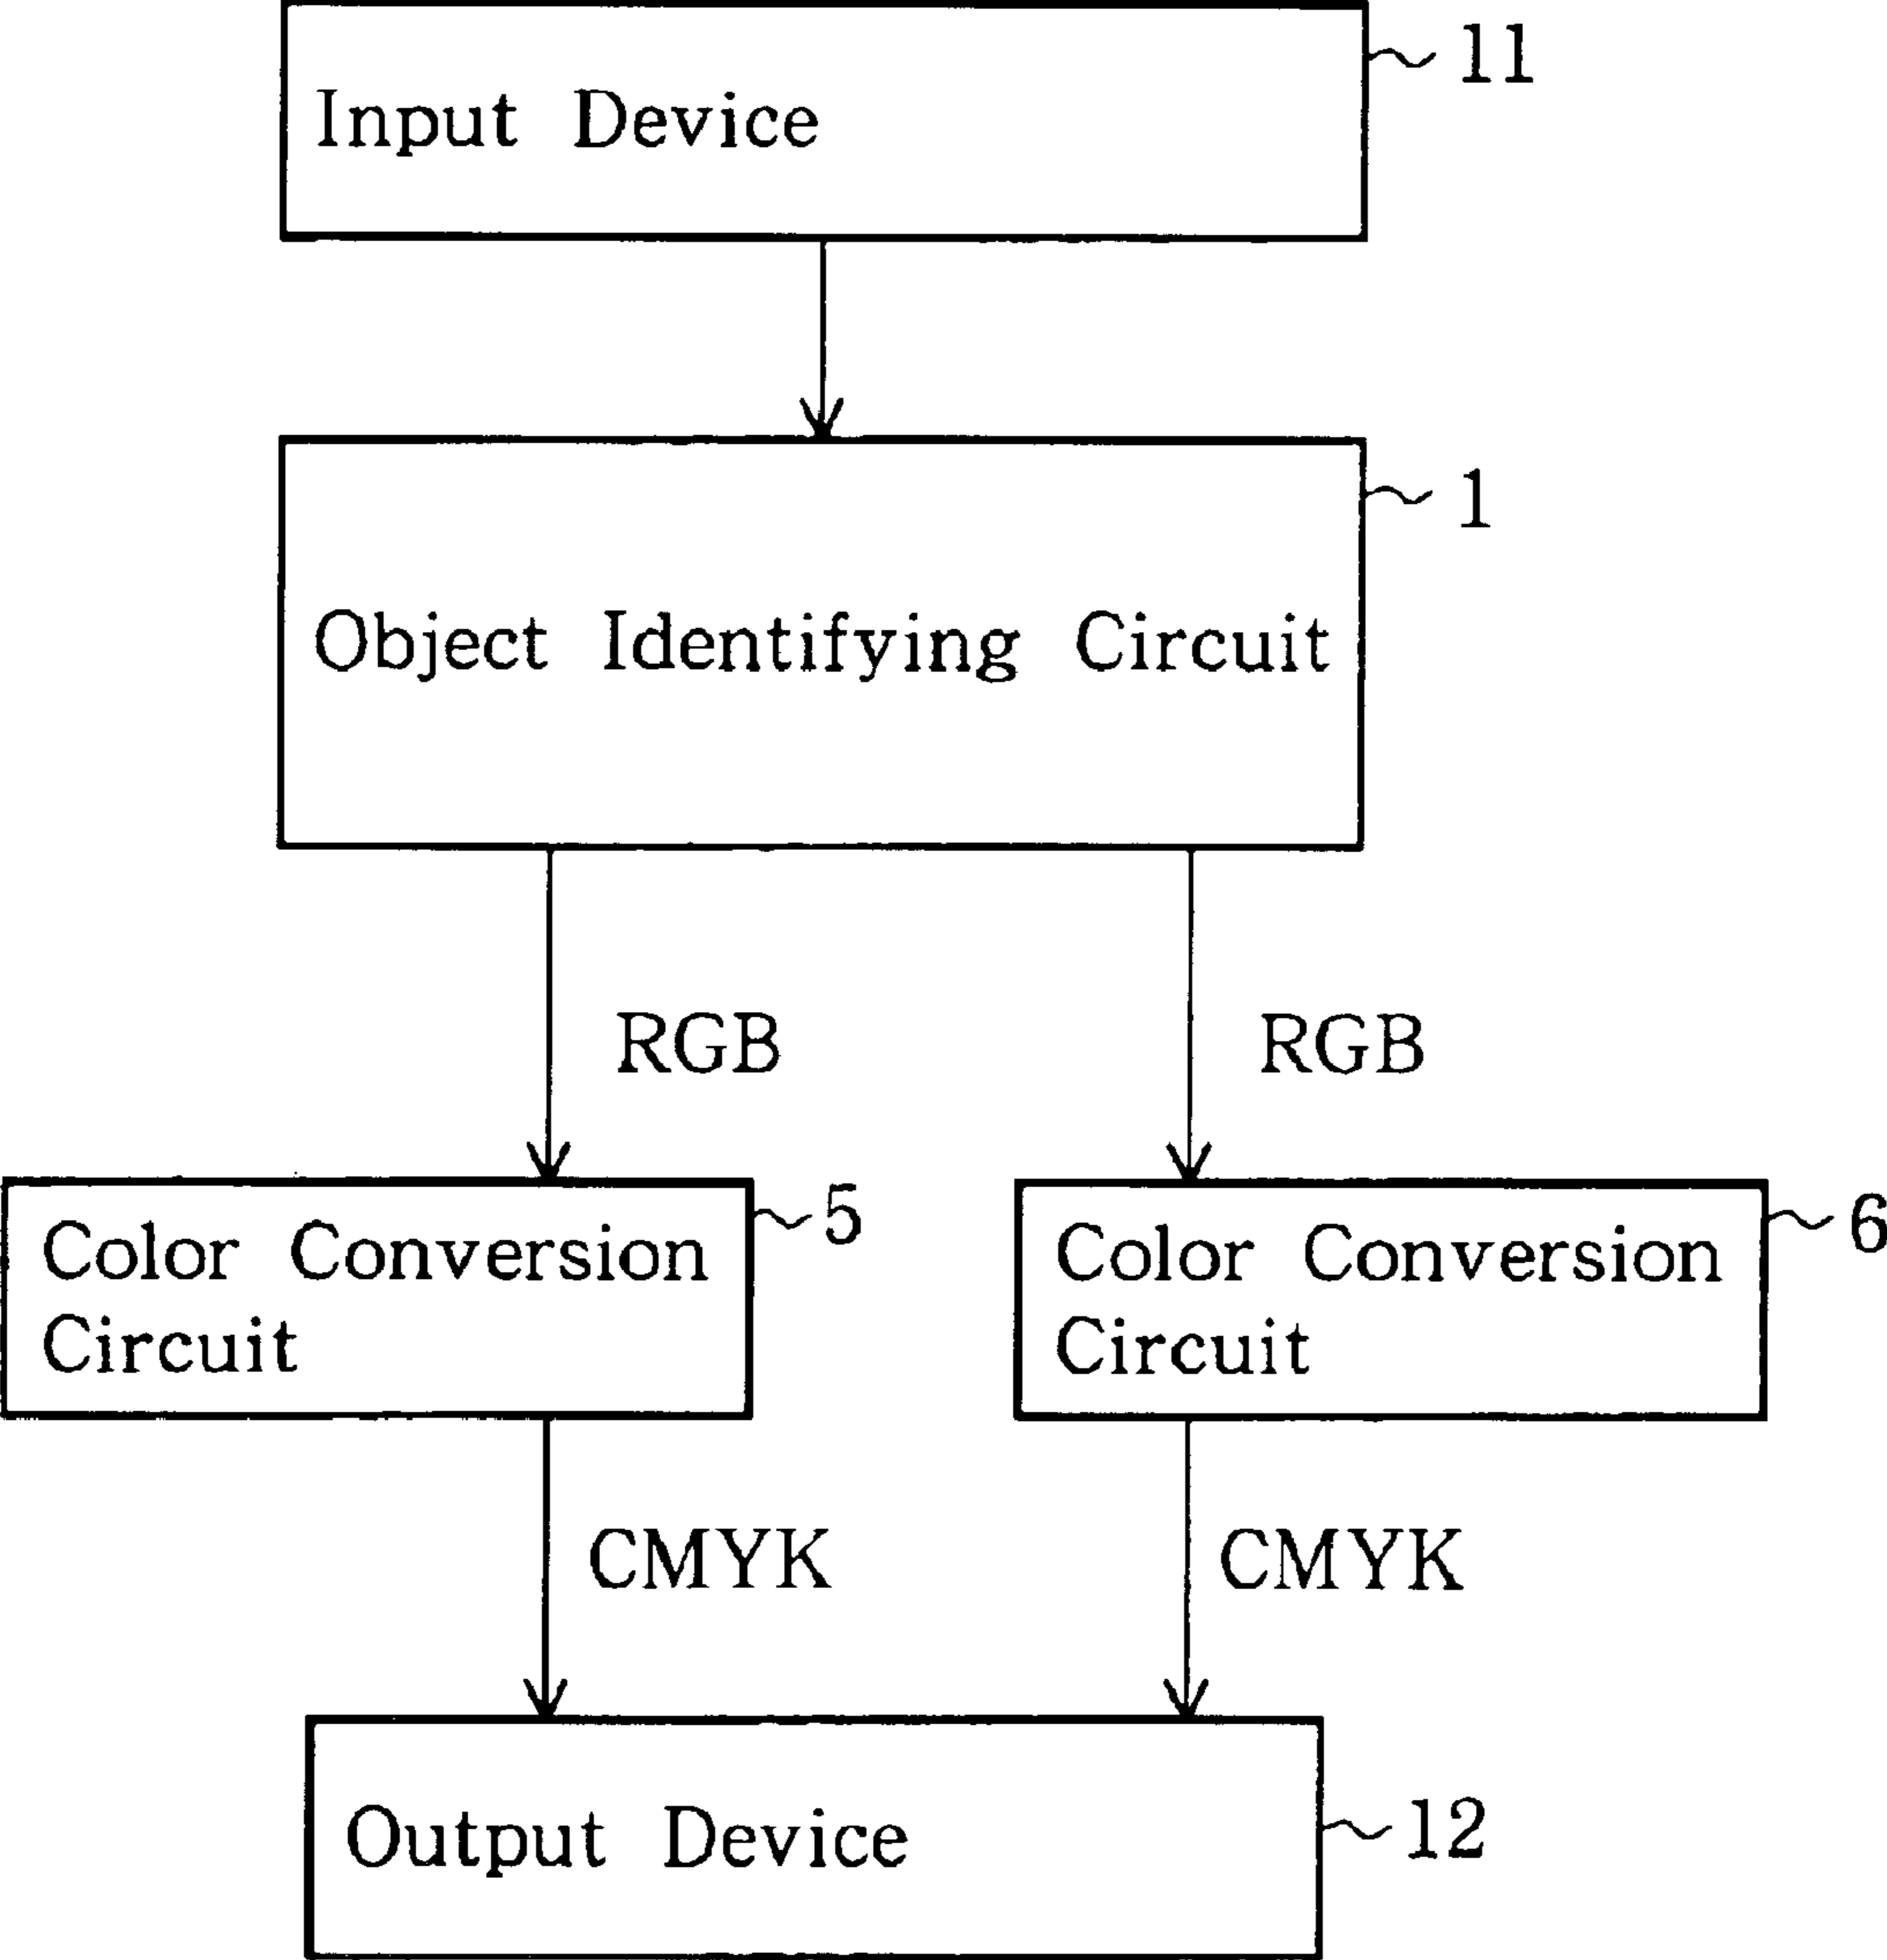 11
Input Device
1
Object Identifying Circuit
RGB
RGB
5
6
Color Conversion
Circuit
Color Conversion
Circuit
CMYK
CMYK
Output Device
12